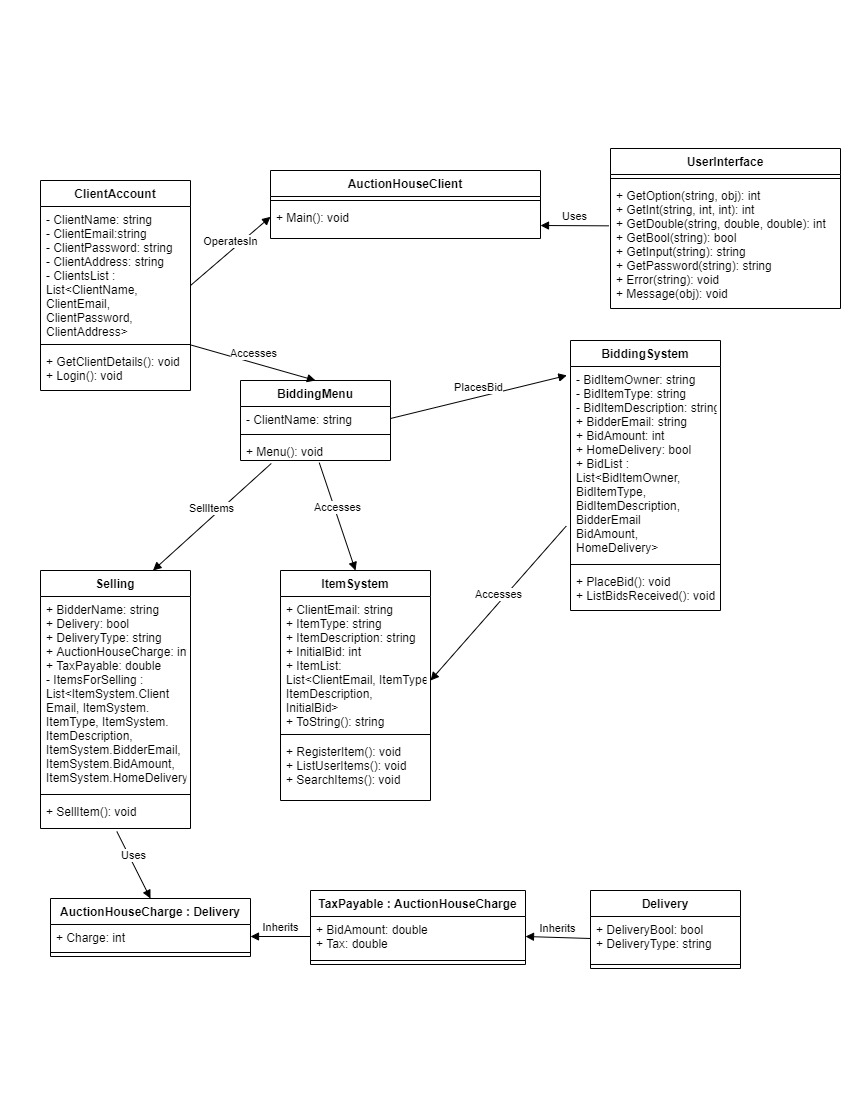 ClientAccount
- ClientName: string
- ClientEmail:string
- ClientPassword: string
- ClientAddress: string
- ClientsList :
List<ClientName,
ClientEmail,
ClientPassword,
ClientAddress>
+ GetClientDetails(): void
+ Login(): void
OperatesIn
AuctionHouseClient
+ Main(): void
Uses
UserInterface
+ GetOption(string, obj): int
+ GetInt(string, int, int): int
+ GetDouble(string, double, double): int
+ GetBool(string): bool
+ GetInput(string): string
+ GetPassword(string): string
+ Error(string): void
+ Message(obj): void
Accesses
BiddingMenu
- ClientName: string
+ Menu(): void
PlacesBid
BiddingSystem
- BidItemOwner: string
- BidItemType: string
- BidItemDescription: string
+ BidderEmail: string
+ BidAmount: int
+ HomeDelivery: bool
+ BidList :
List<BidItemOwner,
BidItemType,
BidItemDescription,
BidderEmail
BidAmount,
HomeDelivery>
+ PlaceBid(): void
+ ListBidsReceived(): void
SellItems
Accesses
Accesses
Selling
+ BidderName: string
+ Delivery: bool
+ DeliveryType: string
+ AuctionHouseCharge: in
+ TaxPayable: double
- ItemsForSelling :
List<ItemSystem.Client
Email, ItemSystem.
ItemType, ItemSystem.
ItemDescription,
ItemSystem.BidderEmail,
ItemSystem.BidAmount,
ItemSystem.HomeDelivery
+ SellItem(): void
ItemSystem
+ ClientEmail: string
+ ItemType: string
+ ItemDescription: string
+ InitialBid: int
+ ItemList:
List<ClientEmail, ItemType
ItemDescription,
InitialBid>
+ ToString(): string
+ RegisterItem(): void
+ ListUserItems(): void
+ SearchItems(): void
Uses
AuctionHouseCharge : Delivery
+ Charge: int
Inherits
TaxPayable : AuctionHouseCharge
+ BidAmount: double
+ Tax: double
Inherits
Delivery
+ DeliveryBool: bool
+ DeliveryType: string